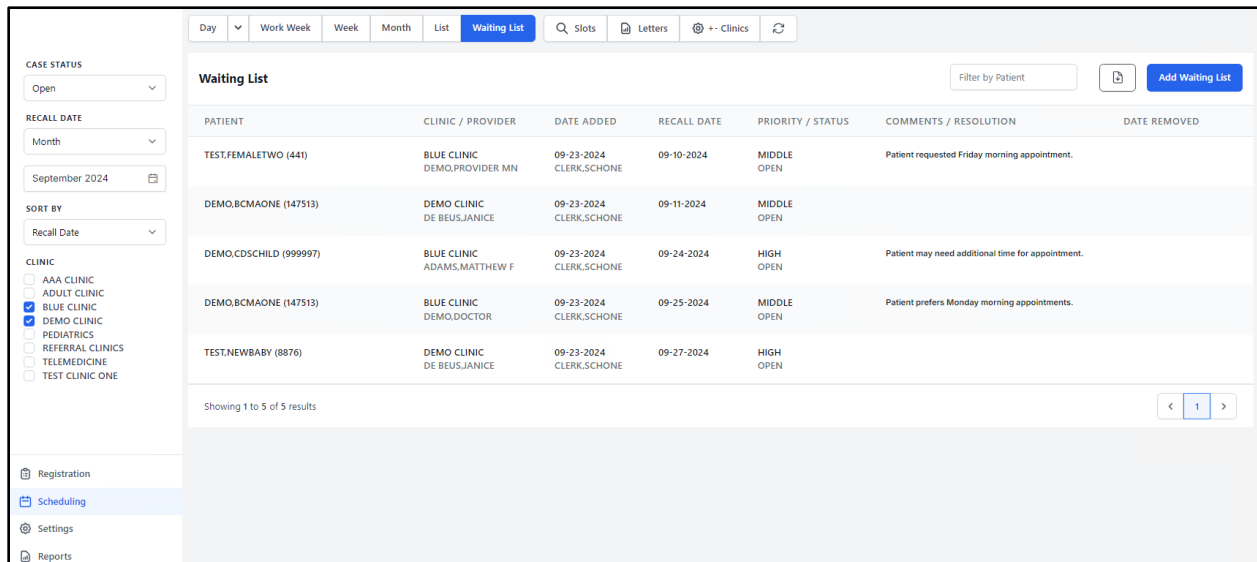 Day Work Week Week Month List Waiting List Slots Letters +- Clinics
CASE STATUS
Open
RECALL DATE
Month
September 2024
SORT BY
Recall Date
CLINIC
AAA CLINIC
ADULT CLINIC
BLUE CLINIC
DEMO CLINIC
PEDIATRICS
REFERRAL CLINICS
TELEMEDICINE
TEST CLINIC ONE
Registration
Scheduling
Settings
Reports
Waiting List Filter by Patient Add Waiting List
PATIENT CLINIC / PROVIDER DATE ADDED RECALL DATE PRIORITY / STATUS COMMENTS / RESOLUTION DATE REMOVED
TEST,FEMALETWO (441) BLUE CLINIC 09-23-2024 09-10-2024 MIDDLE Patient requested Friday morning appointment.
DEMO,PROVIDER MN CLERK,SCHONE OPEN
DEMO,BCMAONE (147513) DEMO CLINIC 09-23-2024 09-11-2024 MIDDLE
DE BEUS,JANICE CLERK,SCHONE OPEN
DEMO,CDSCHILD (999997) BLUE CLINIC 09-23-2024 09-24-2024 HIGH Patient may need additional time for appointment.
ADAMS,MATTHEW F CLERK,SCHONE OPEN
DEMO,BCMAONE (147513) BLUE CLINIC 09-23-2024 09-25-2024 MIDDLE Patient prefers Monday morning appointments.
DEMO,DOCTOR CLERK,SCHONE OPEN
TEST,NEWBABY (8876) DEMO CLINIC 09-23-2024 09-27-2024 HIGH
DE BEUS,JANICE CLERK,SCHONE OPEN
Showing 1 to 5 of 5 results 1